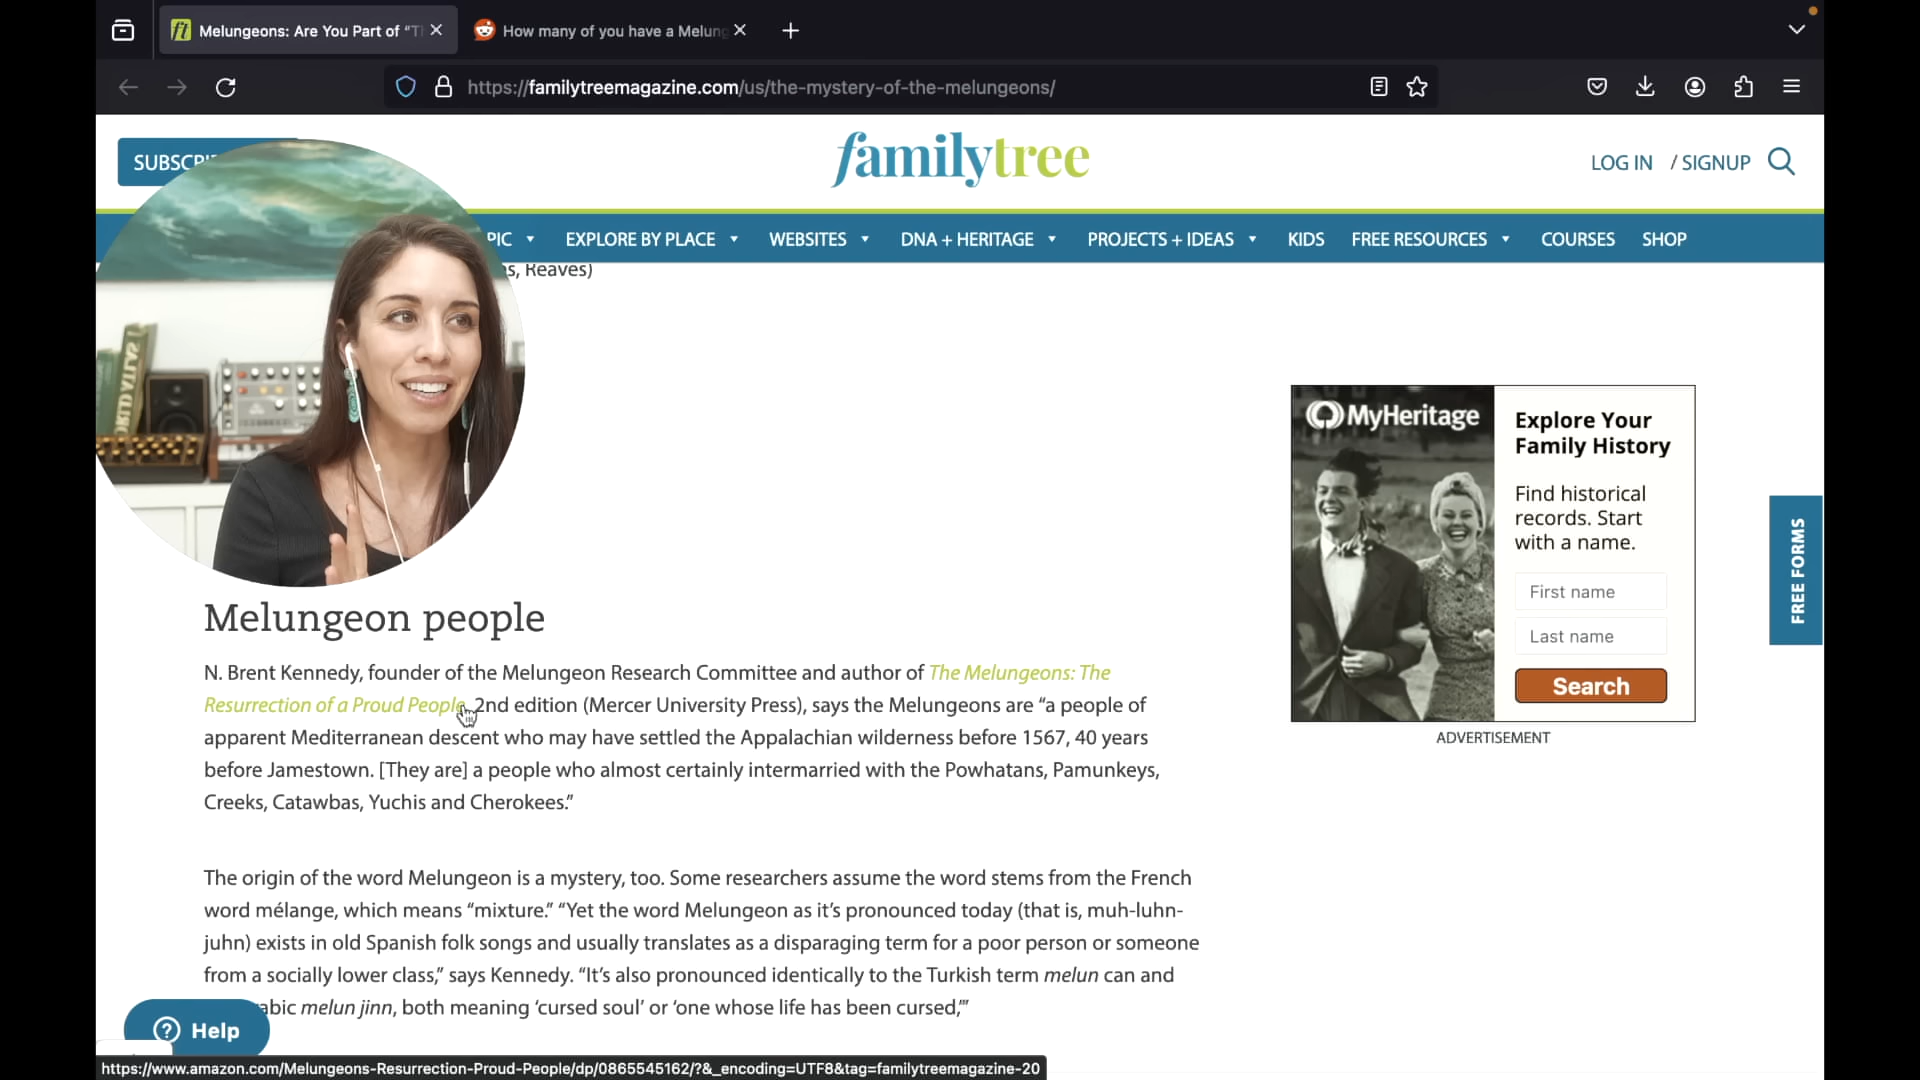 Melungeons: Are You Part of "T
How many of you have a Melung
https://familytreemagazine.com/us/the-mystery-of-the-melungeons/
familytree
LOG IN / SIGNUP
EXPLORE BY PLACE WEBSITES DNA + HERITAGE PROJECTS + IDEAS KIDS FREE RESOURCES COURSES SHOP
Reaves)
MyHeritage
Explore Your
Family History
Find historical
records. Start
with a name.
First name
Last name
Search
ADVERTISEMENT
FREE FORMS
Melungeon people
N. Brent Kennedy, founder of the Melungeon Research Committee and author of The Melungeons: The
Resurrection of a Proud People, 2nd edition (Mercer University Press), says the Melungeons are “a people of
apparent Mediterranean descent who may have settled the Appalachian wilderness before 1567, 40 years
before Jamestown. [They are] a people who almost certainly intermarried with the Powhatans, Pamunkeys,
Creeks, Catawbas, Yuchis and Cherokees.”
The origin of the word Melungeon is a mystery, too. Some researchers assume the word stems from the French
word mélange, which means “mixture.” “Yet the word Melungeon as it’s pronounced today (that is, muh-luhn-
juhn) exists in old Spanish folk songs and usually translates as a disparaging term for a poor person or someone
from a socially lower class,” says Kennedy. “It’s also pronounced identically to the Turkish term melun can and
melun jinn, both meaning ‘cursed soul’ or ‘one whose life has been cursed,’”
Help
https://www.amazon.com/Melungeons-Resurrection-Proud-People/dp/0865545162/?&_encoding=UTF8&tag=familytreemagazine-20